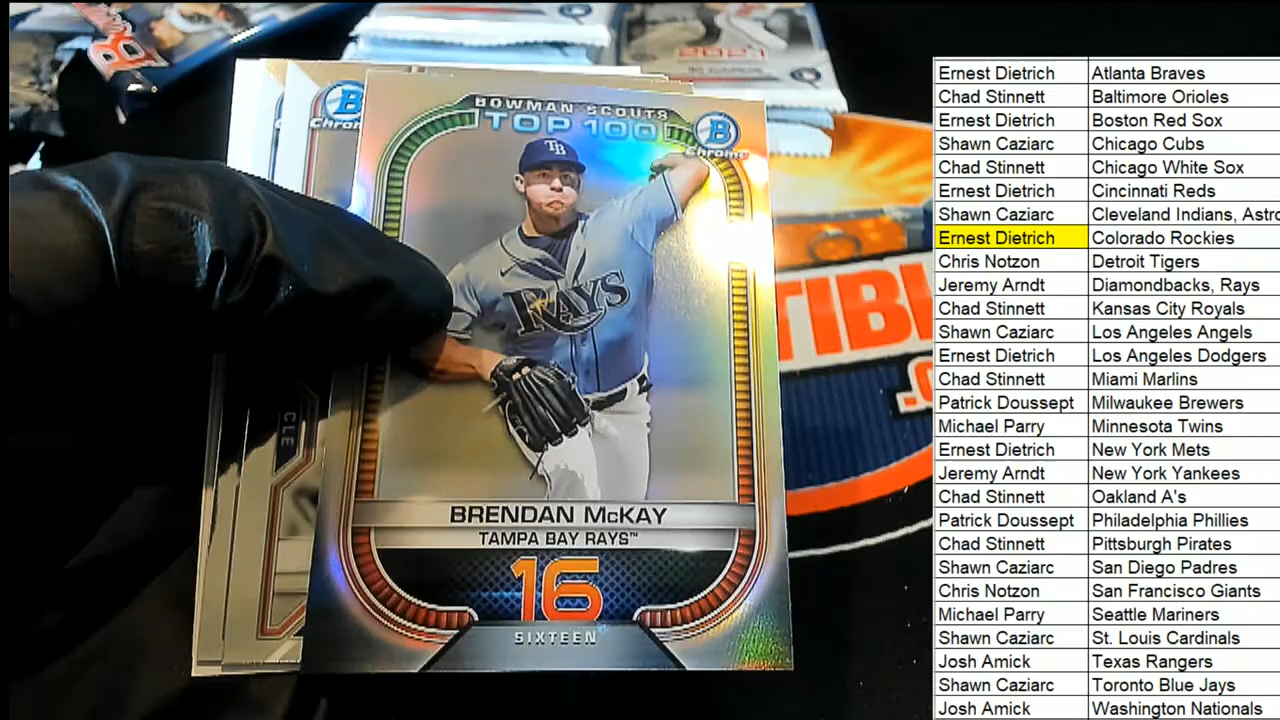 BOWMAN SCOUTS
TOP 100
B
Chrome
B
Chrom
TB
RAYS
BRENDAN McKAY
TAMPA BAY RAYS™
16
SIXTEEN
CLE
B
2021
TIBL
.C
Ernest Dietrich Atlanta Braves
Chad Stinnett Baltimore Orioles
Ernest Dietrich Boston Red Sox
Shawn Caziarc Chicago Cubs
Chad Stinnett Chicago White Sox
Ernest Dietrich Cincinnati Reds
Shawn Caziarc Cleveland Indians, Astro
Ernest Dietrich Colorado Rockies
Chris Notzon Detroit Tigers
Jeremy Arndt Diamondbacks, Rays
Chad Stinnett Kansas City Royals
Shawn Caziarc Los Angeles Angels
Ernest Dietrich Los Angeles Dodgers
Chad Stinnett Miami Marlins
Patrick Doussept Milwaukee Brewers
Michael Parry Minnesota Twins
Ernest Dietrich New York Mets
Jeremy Arndt New York Yankees
Chad Stinnett Oakland A's
Patrick Doussept Philadelphia Phillies
Chad Stinnett Pittsburgh Pirates
Shawn Caziarc San Diego Padres
Chris Notzon San Francisco Giants
Michael Parry Seattle Mariners
Shawn Caziarc St. Louis Cardinals
Josh Amick Texas Rangers
Shawn Caziarc Toronto Blue Jays
Josh Amick Washington Nationals